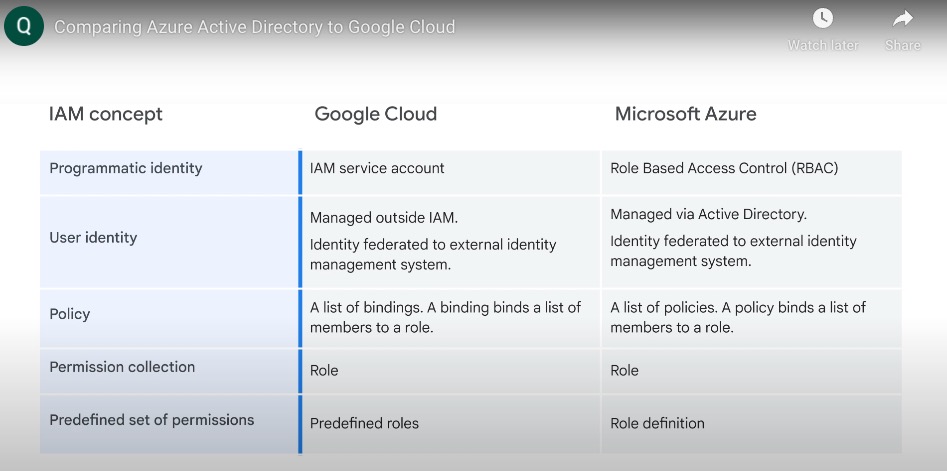 Q Comparing Azure Active Directory to Google Cloud
Watch later Share
IAM concept Google Cloud Microsoft Azure
Programmatic identity IAM service account Role Based Access Control (RBAC)
User identity
Managed outside IAM.
Identity federated to external identity
management system.
Managed via Active Directory.
Identity federated to external identity
management system.
Policy
A list of bindings. A binding binds a list of
members to a role.
A list of policies. A policy binds a list of
members to a role.
Permission collection Role Role
Predefined set of permissions Predefined roles Role definition